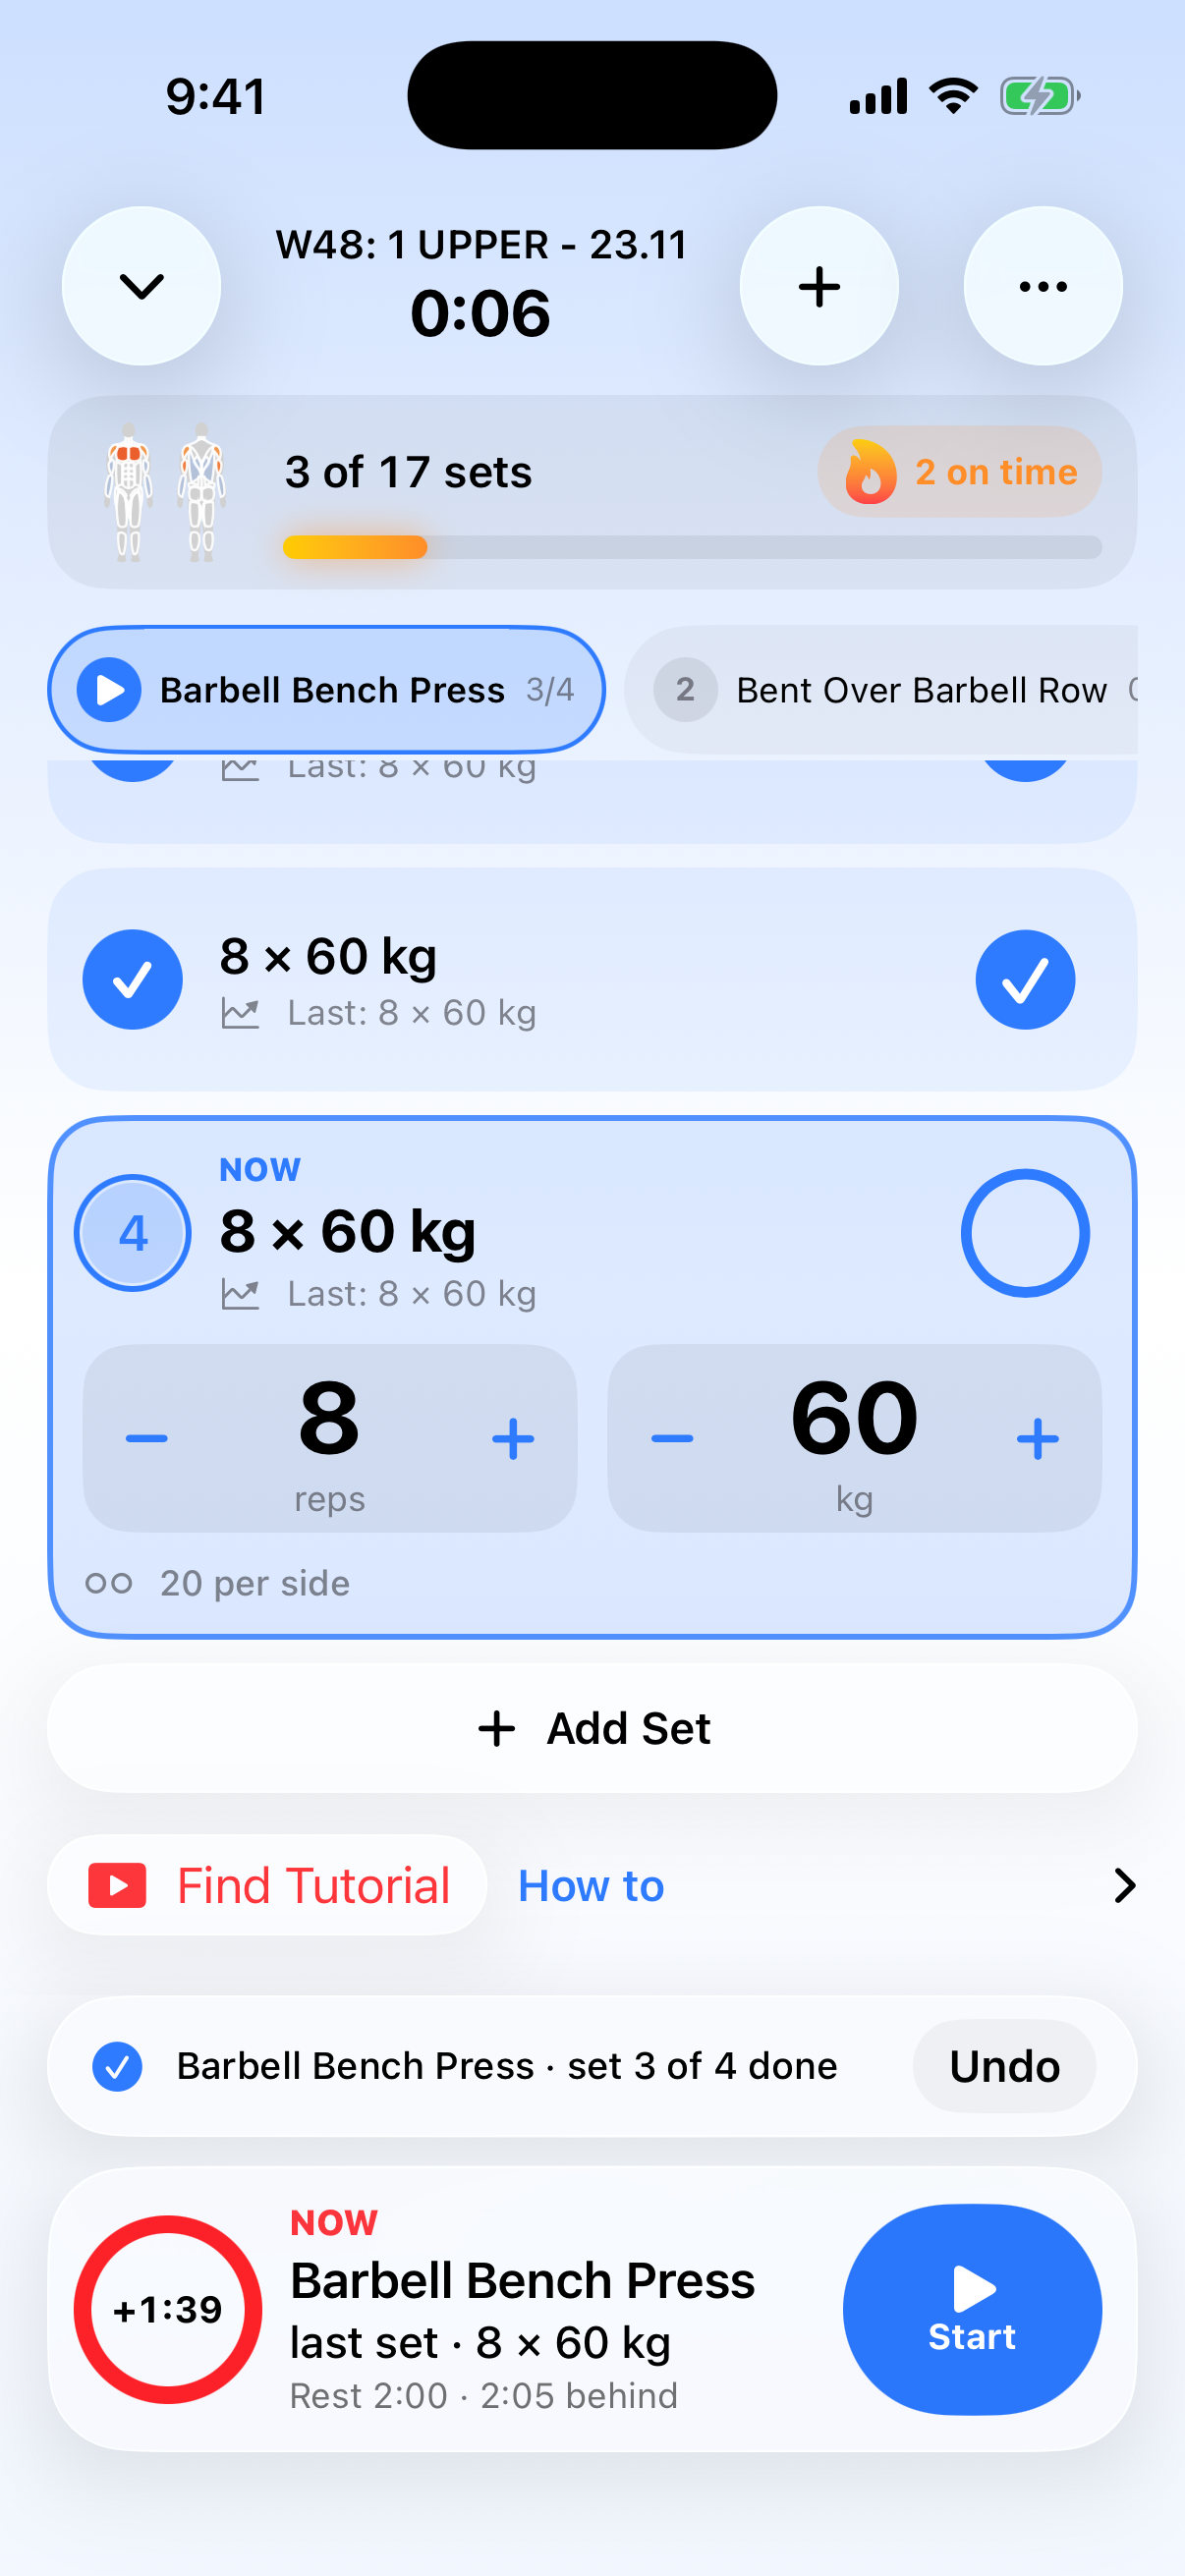 9:41
W48: 1 UPPER - 23.11
0:06
3 of 17 sets
2 on time
Barbell Bench Press 3/4
2 Bent Over Barbell Row
Last: 8 × 60 kg
8 × 60 kg
Last: 8 × 60 kg
NOW
4
8 × 60 kg
Last: 8 × 60 kg
− 8 +
reps
− 60 +
kg
20 per side
+ Add Set
Find Tutorial
How to
Barbell Bench Press · set 3 of 4 done
Undo
NOW
+1:39
Barbell Bench Press
last set · 8 × 60 kg
Rest 2:00 · 2:05 behind
Start